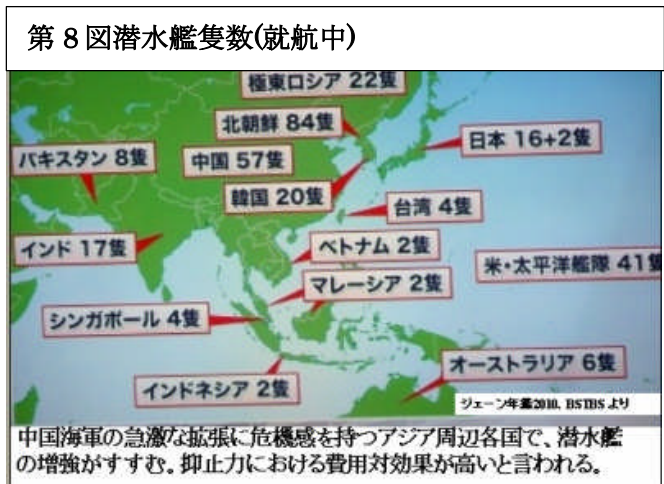 第8図潜水艦隻数(就航中)
極東ロシア 22隻
北朝鮮 84隻
日本 16+2隻
パキスタン 8隻
中国 57隻
韓国 20隻
台湾 4隻
インド 17隻
ベトナム 2隻
米・太平洋艦隊 41隻
マレーシア 2隻
シンガポール 4隻
オーストラリア 6隻
インドネシア 2隻
ジェーン年鑑2010, BSTBS より
中国海軍の急激な拡張に危機感を持つアジア周辺各国で、潜水艦
の増強がすすむ。抑止力における費用対効果が高いと言われる。